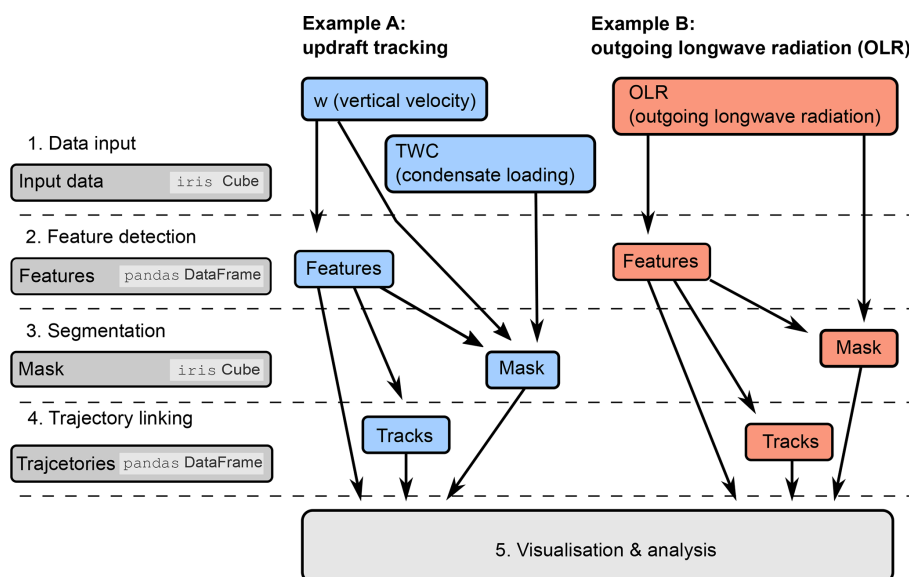 Example A:
updraft tracking
Example B:
outgoing longwave radiation (OLR)
w (vertical velocity)
OLR
(outgoing longwave radiation)
TWC
(condensate loading)
1. Data input
Input data iris Cube
2. Feature detection
Features pandas DataFrame
Features
Features
3. Segmentation
Mask iris Cube
Mask
Mask
4. Trajectory linking
Trajcetories pandas DataFrame
Tracks
Tracks
5. Visualisation & analysis